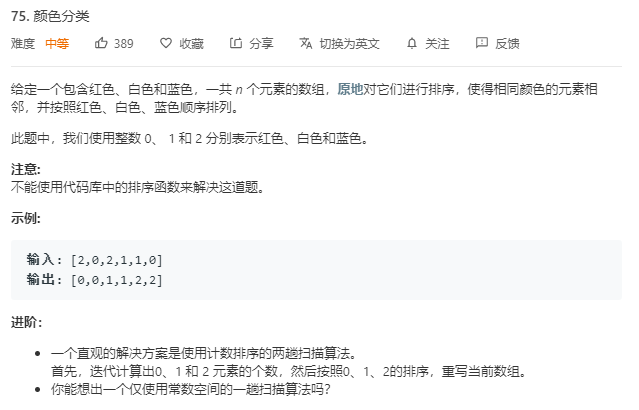 75. 颜色分类
难度 中等 389 收藏 分享 切换为英文 关注 反馈
给定一个包含红色、白色和蓝色，一共 n 个元素的数组，原地对它们进行排序，使得相同颜色的元素相
邻，并按照红色、白色、蓝色顺序排列。
此题中，我们使用整数 0、 1 和 2 分别表示红色、白色和蓝色。
注意:
不能使用代码库中的排序函数来解决这道题。
示例:
输入: [2,0,2,1,1,0]
输出: [0,0,1,1,2,2]
进阶：
• 一个直观的解决方案是使用计数排序的两趟扫描算法。
首先，迭代计算出0、1 和 2 元素的个数，然后按照0、1、2的排序，重写当前数组。
• 你能想出一个仅使用常数空间的一趟扫描算法吗？